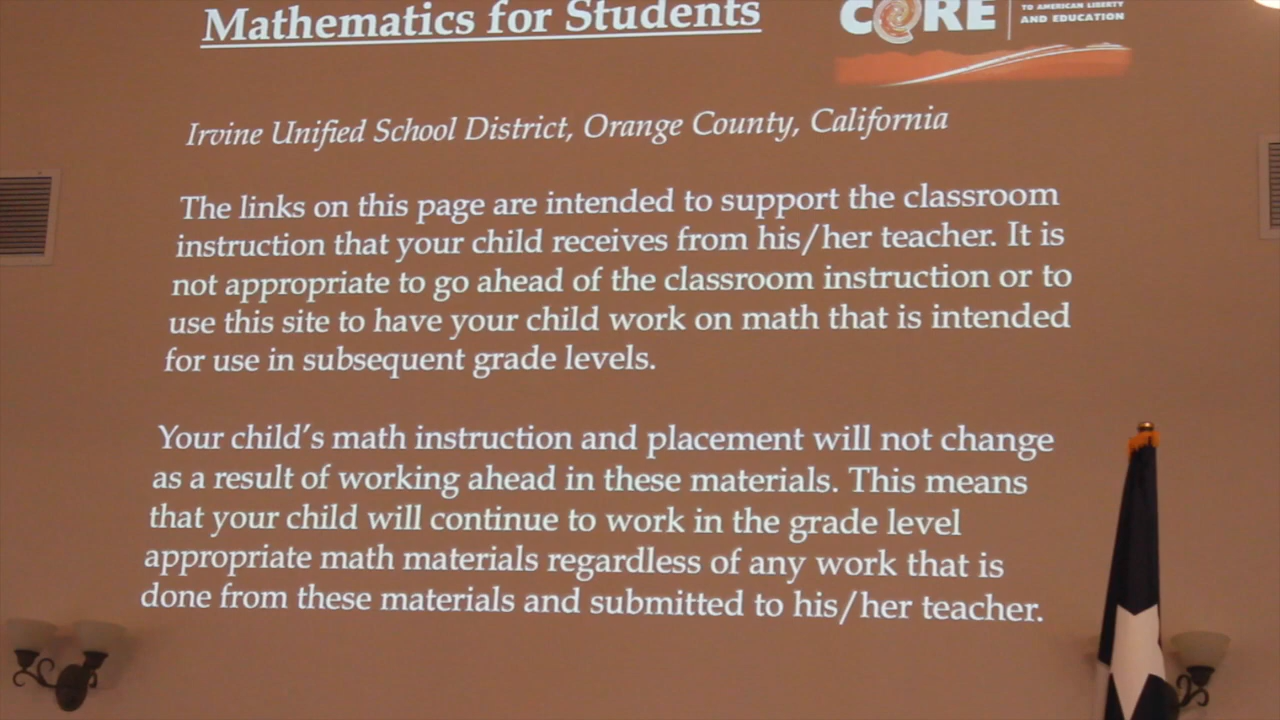 Mathematics for Students
CORE
TO AMERICAN LIBERTY
AND EDUCATION
Irvine Unified School District, Orange County, California
The links on this page are intended to support the classroom
instruction that your child receives from his/her teacher. It is
not appropriate to go ahead of the classroom instruction or to
use this site to have your child work on math that is intended
for use in subsequent grade levels.
Your child's math instruction and placement will not change
as a result of working ahead in these materials. This means
that your child will continue to work in the grade level
appropriate math materials regardless of any work that is
done from these materials and submitted to his/her teacher.